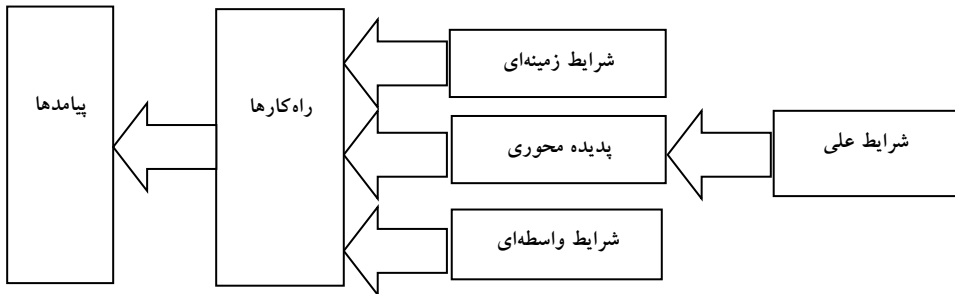 شرایط علی
شرایط زمینه‌ای
پدیده محوری
شرایط واسطه‌ای
راه‌کارها
پیامدها